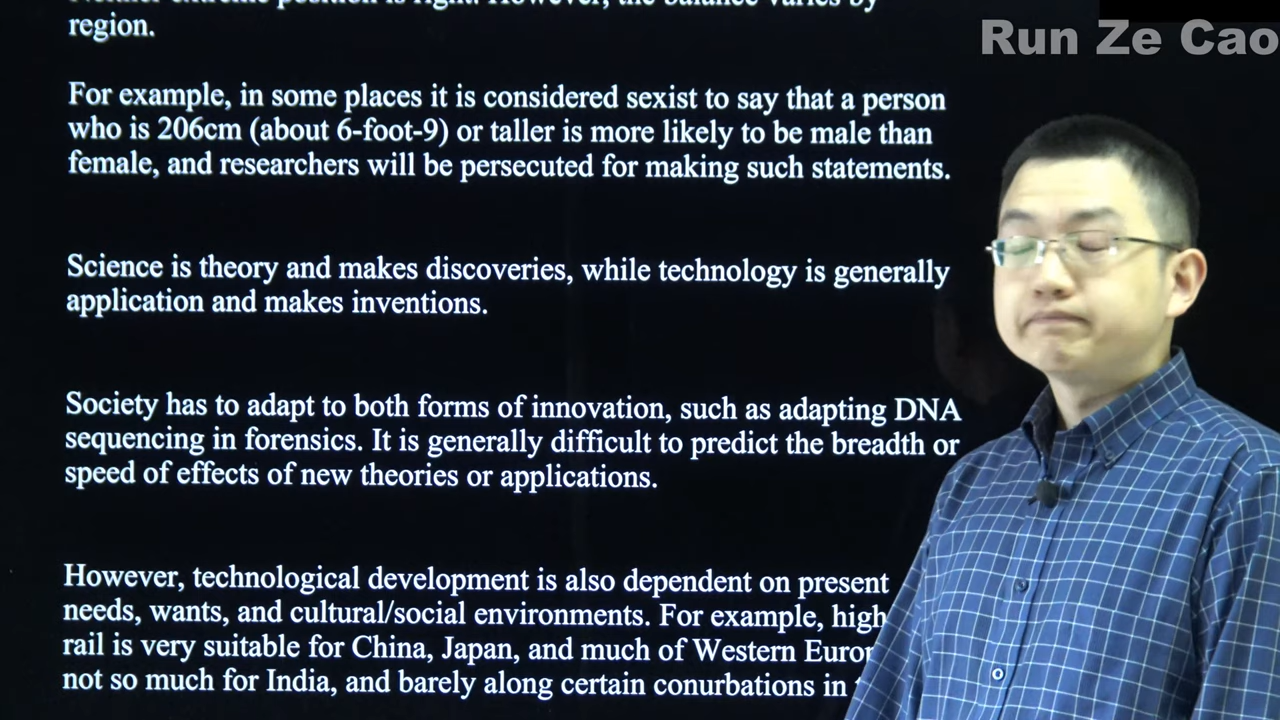 region.
Run Ze Cao
For example, in some places it is considered sexist to say that a person
who is 206cm (about 6-foot-9) or taller is more likely to be male than
female, and researchers will be persecuted for making such statements.
Science is theory and makes discoveries, while technology is generally
application and makes inventions.
Society has to adapt to both forms of innovation, such as adapting DNA
sequencing in forensics. It is generally difficult to predict the breadth or
speed of effects of new theories or applications.
However, technological development is also dependent on present
needs, wants, and cultural/social environments. For example, high
rail is very suitable for China, Japan, and much of Western
not so much for India, and barely along certain conurbations in